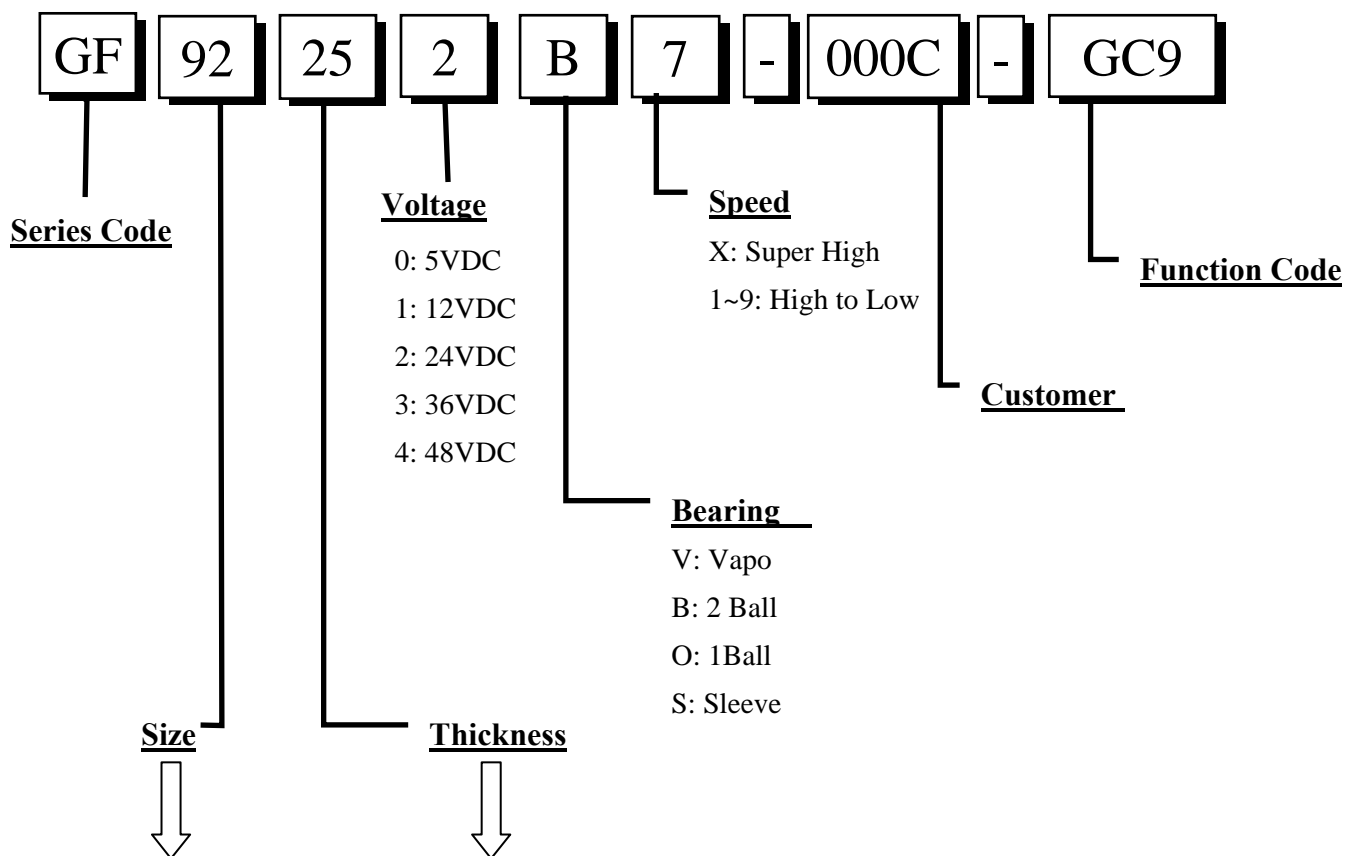 GF 92 25 2 B 7 - 000C - GC9
Series Code
Voltage
0: 5VDC
1: 12VDC
2: 24VDC
3: 36VDC
4: 48VDC
Speed
X: Super High
1~9: High to Low
Function Code
Customer
Bearing
V: Vapo
B: 2 Ball
O: 1Ball
S: Sleeve
Size
Thickness